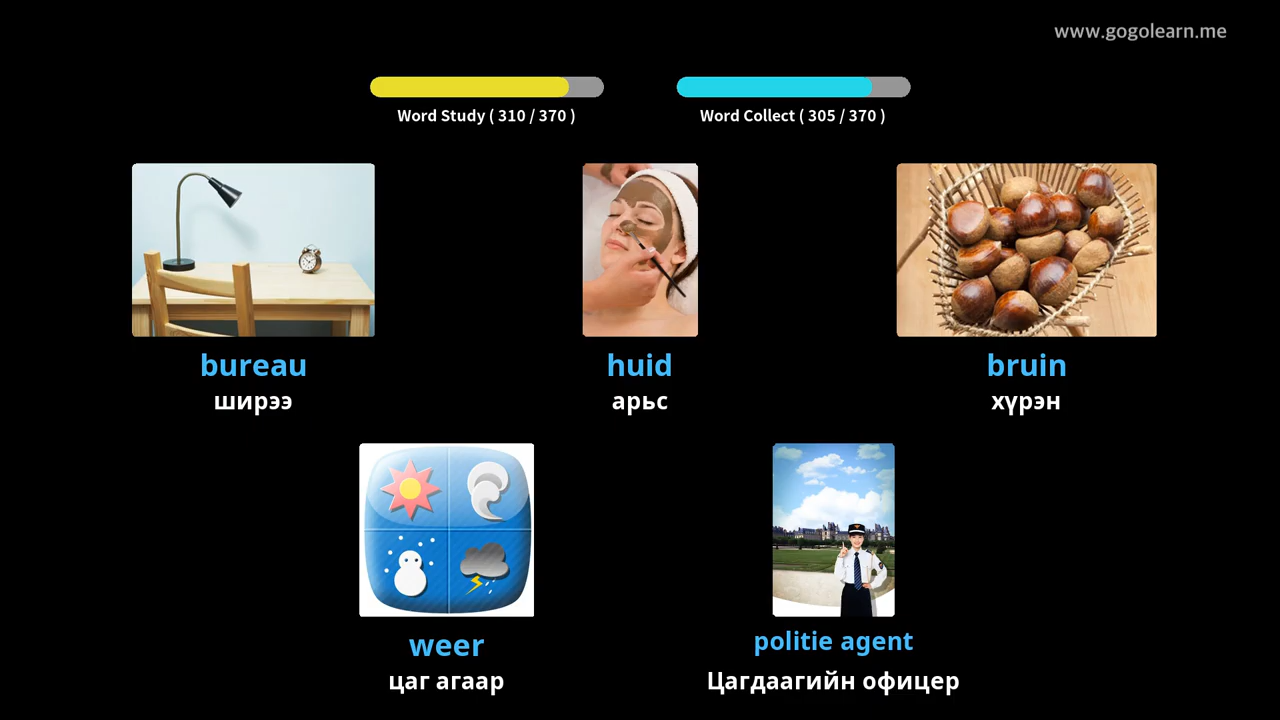 www.gogolearn.me
Word Study ( 310 / 370 )
Word Collect ( 305 / 370 )
bureau
ширээ
huid
арьс
bruin
хүрэн
weer
цаг агаар
politie agent
Цагдаагийн офицер